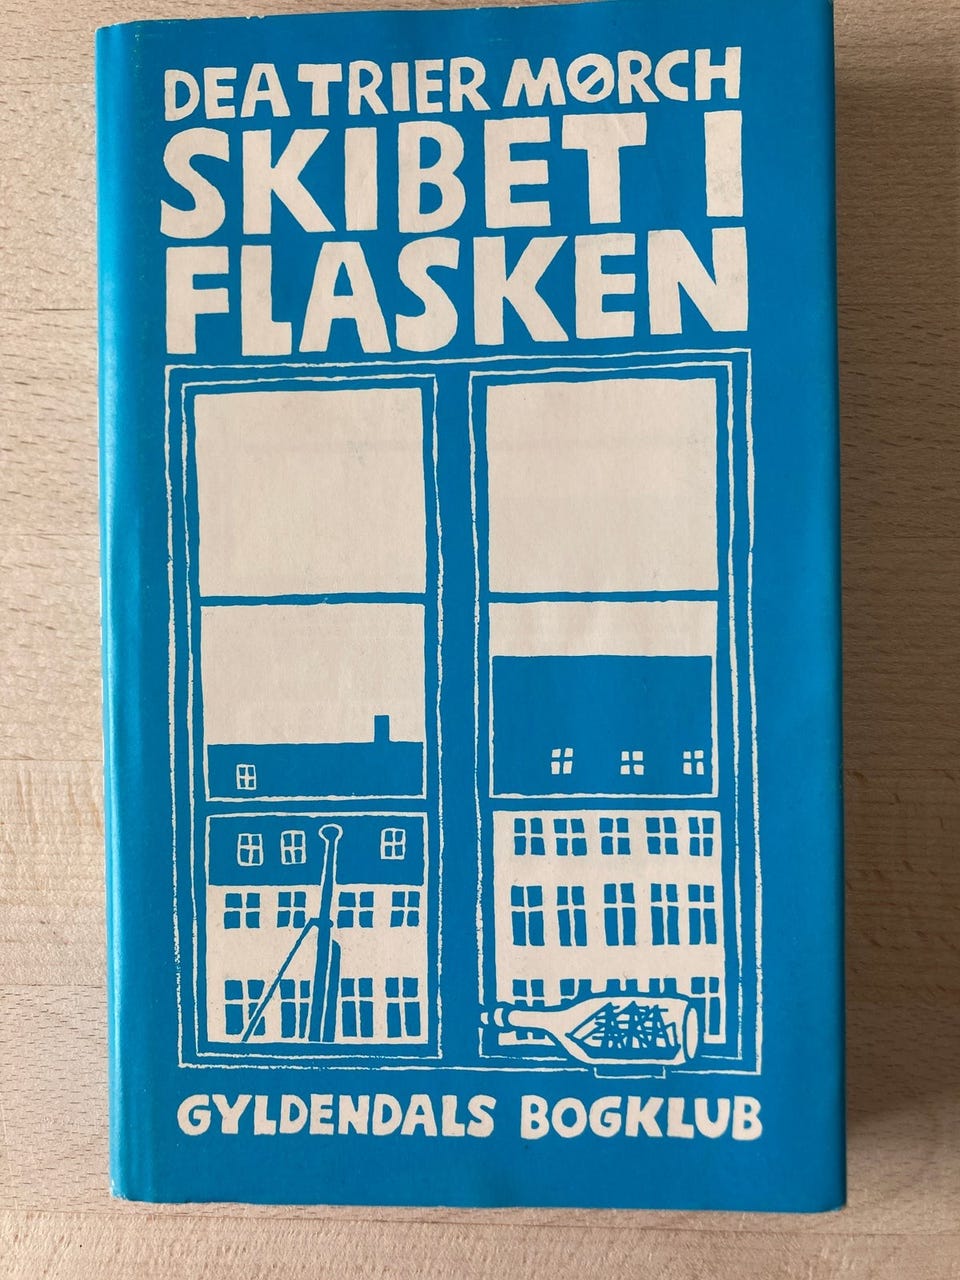 DEA TRIER MØRCH
SKIBET I
FLASKEN
GYLDENDALS BOGKLUB